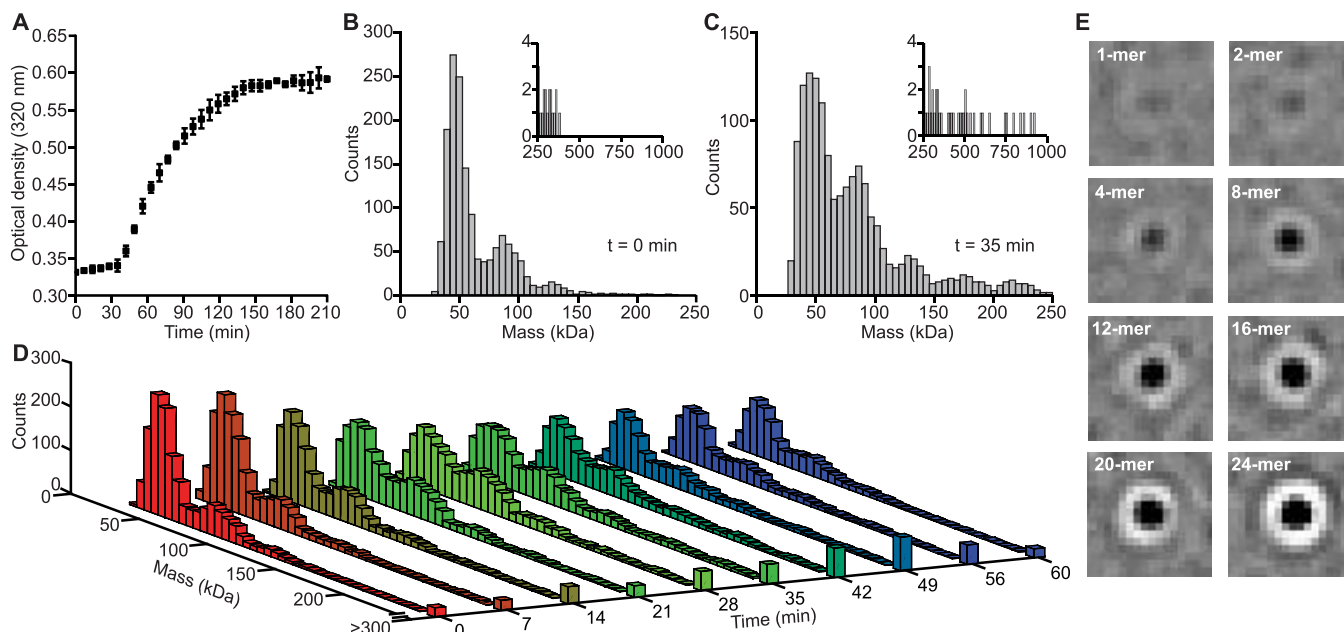 A
0.65
0.60
0.55
0.50
0.45
0.40
0.35
0.30
Optical density (320 nm)
0 30 60 90 120 150 180 210
Time (min)
B
300
250
200
150
100
50
0
Counts
4
2
0
250 500 1000
t = 0 min
0 50 100 150 200 250
Mass (kDa)
C
150
100
50
0
Counts
4
2
0
250 500 1000
t = 35 min
0 50 100 150 200 250
Mass (kDa)
D
300
200
100
0
Counts
0
50
100
150
200
>300
Mass (kDa)
0 7 14 21 28 35 42 49 56 60
Time (min)
E
1-mer 2-mer
4-mer 8-mer
12-mer 16-mer
20-mer 24-mer